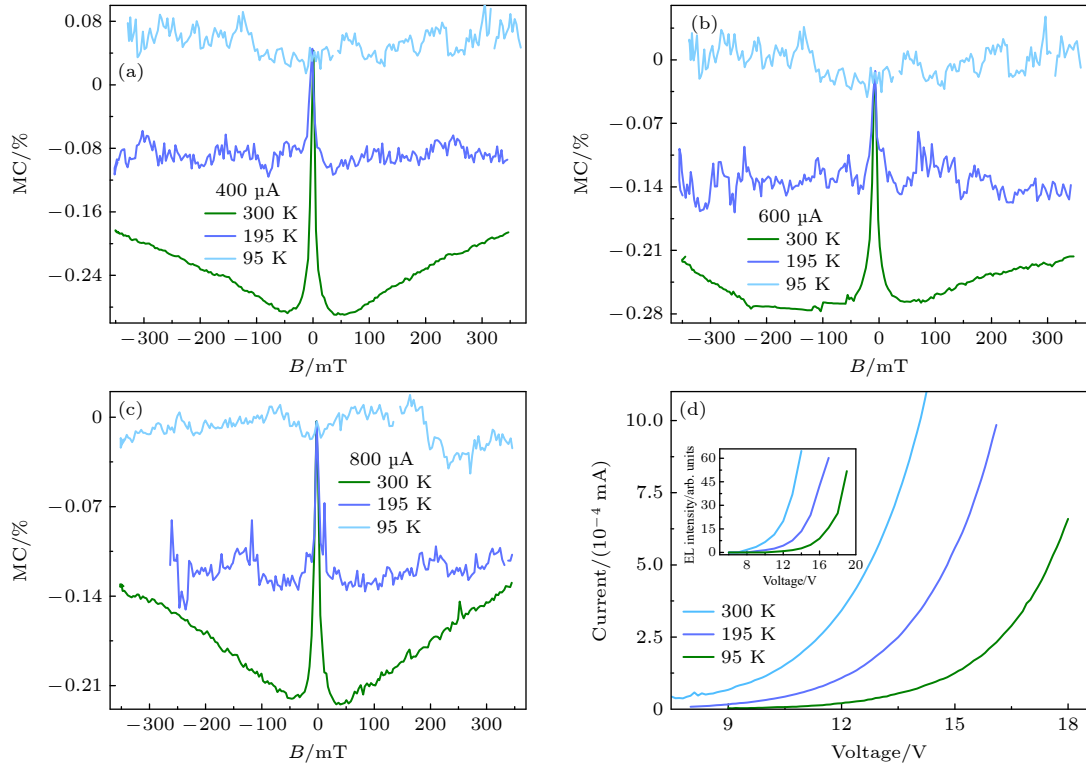 (a)
MC/%
0.08
0
−0.08
−0.16
−0.24
400 µA
300 K
195 K
95 K
−300 −200 −100 0 100 200 300
B/mT
(b)
MC/%
0
−0.07
−0.14
−0.21
−0.28
600 µA
300 K
195 K
95 K
−300 −200 −100 0 100 200 300
B/mT
(c)
MC/%
0
−0.07
−0.14
−0.21
800 µA
300 K
195 K
95 K
−300 −200 −100 0 100 200 300
B/mT
(d)
Current/(10⁻⁴ mA)
10.0
7.5
5.0
2.5
0
EL intensity/arb. units
60
45
30
15
0
8 12 16 20
Voltage/V
300 K
195 K
95 K
9 12 15 18
Voltage/V